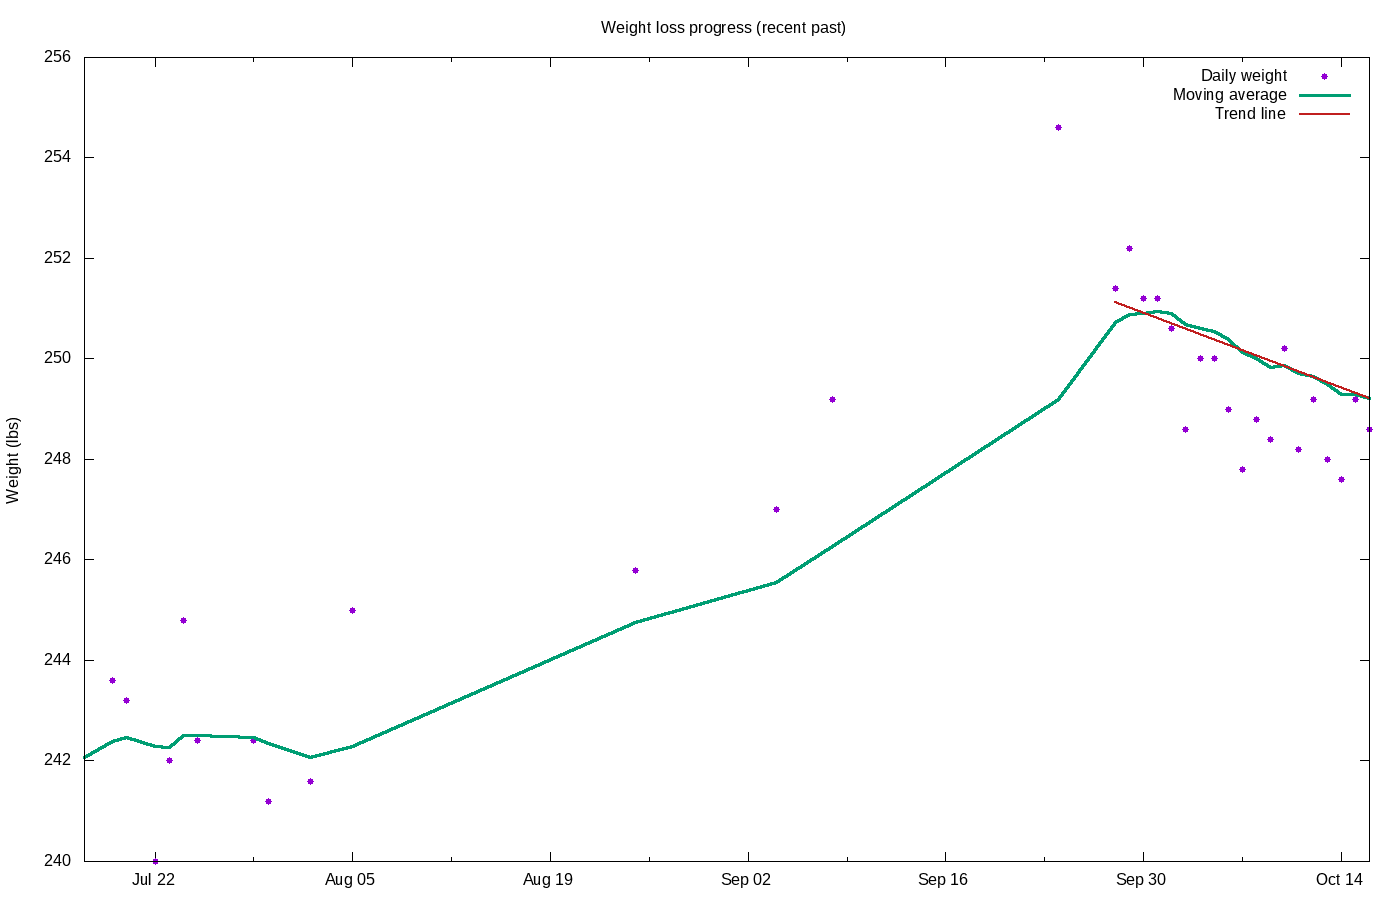 Weight loss progress (recent past)
Daily weight
Moving average
Trend line
Weight (lbs)
256
254
252
250
248
246
244
242
240
Jul 22
Aug 05
Aug 19
Sep 02
Sep 16
Sep 30
Oct 14